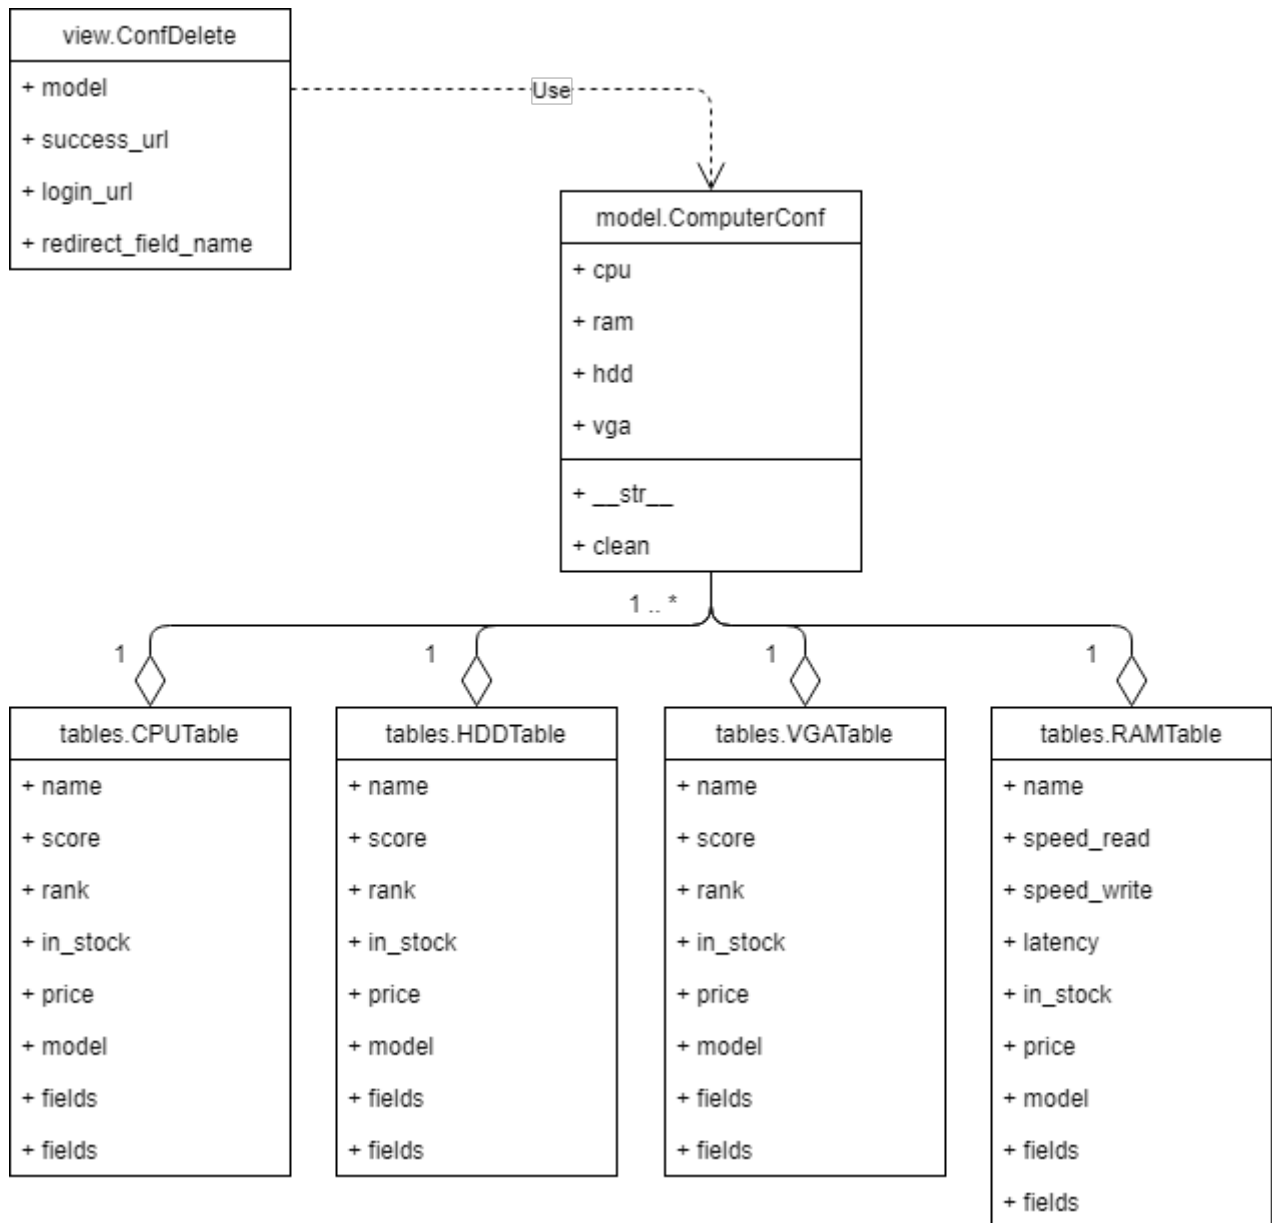 view.ConfDelete
+ model
+ success_url
+ login_url
+ redirect_field_name
Use
model.ComputerConf
+ cpu
+ ram
+ hdd
+ vga
+ __str__
+ clean
1 .. *
1
1
1
1
tables.CPUTable
+ name
+ score
+ rank
+ in_stock
+ price
+ model
+ fields
+ fields
tables.HDDTable
+ name
+ score
+ rank
+ in_stock
+ price
+ model
+ fields
+ fields
tables.VGATable
+ name
+ score
+ rank
+ in_stock
+ price
+ model
+ fields
+ fields
tables.RAMTable
+ name
+ speed_read
+ speed_write
+ latency
+ in_stock
+ price
+ model
+ fields
+ fields